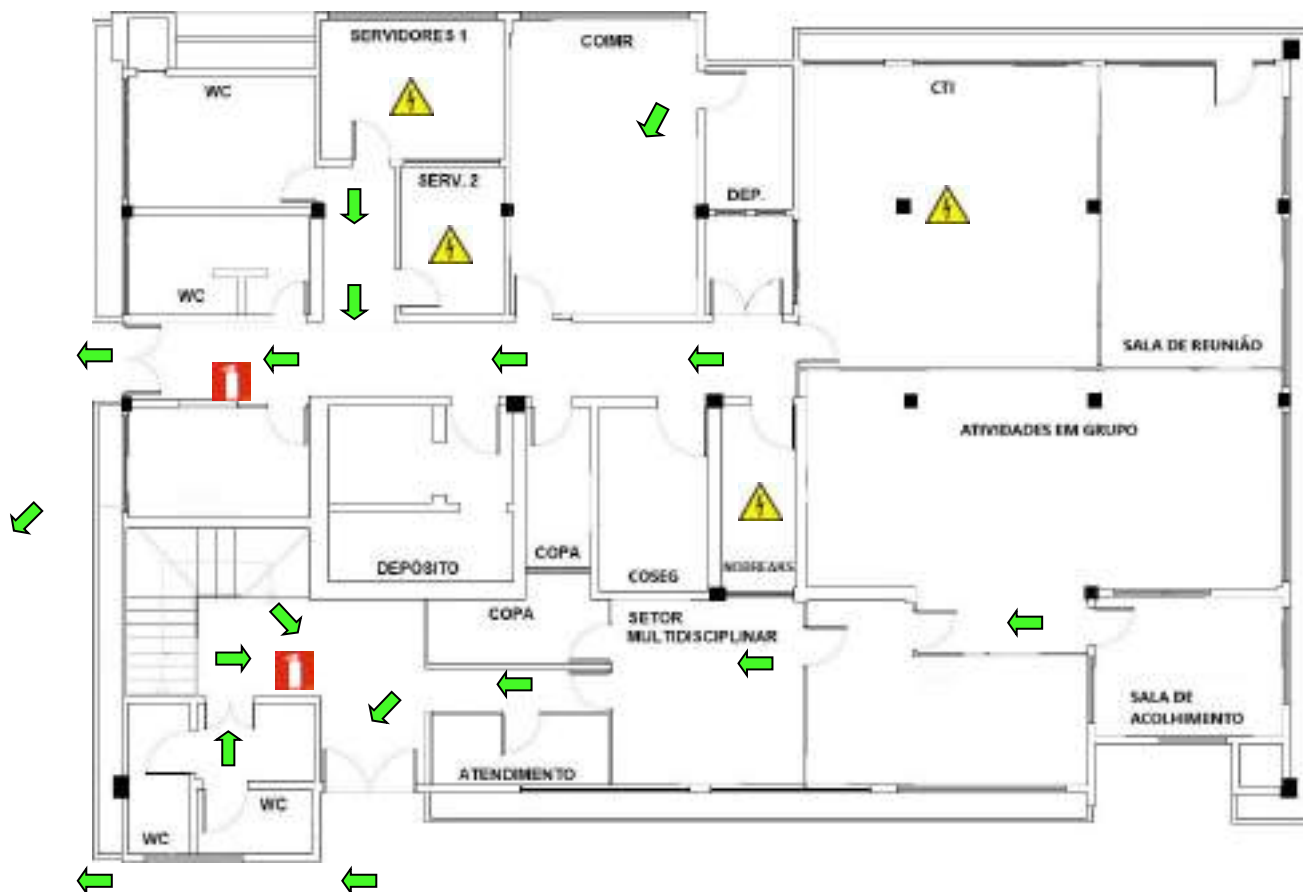 SERVIDORES 1
COIMR
WC
CTI
SERV. 2
DEP.
WC
SALA DE REUNIÃO
ATIVIDADES EM GRUPO
COPA
DEPÓSITO
COSEG
NOBREAKS
COPA
SETOR
MULTIDISCIPLINAR
SALA DE
ACOLHIMENTO
ATENDIMENTO
WC
WC